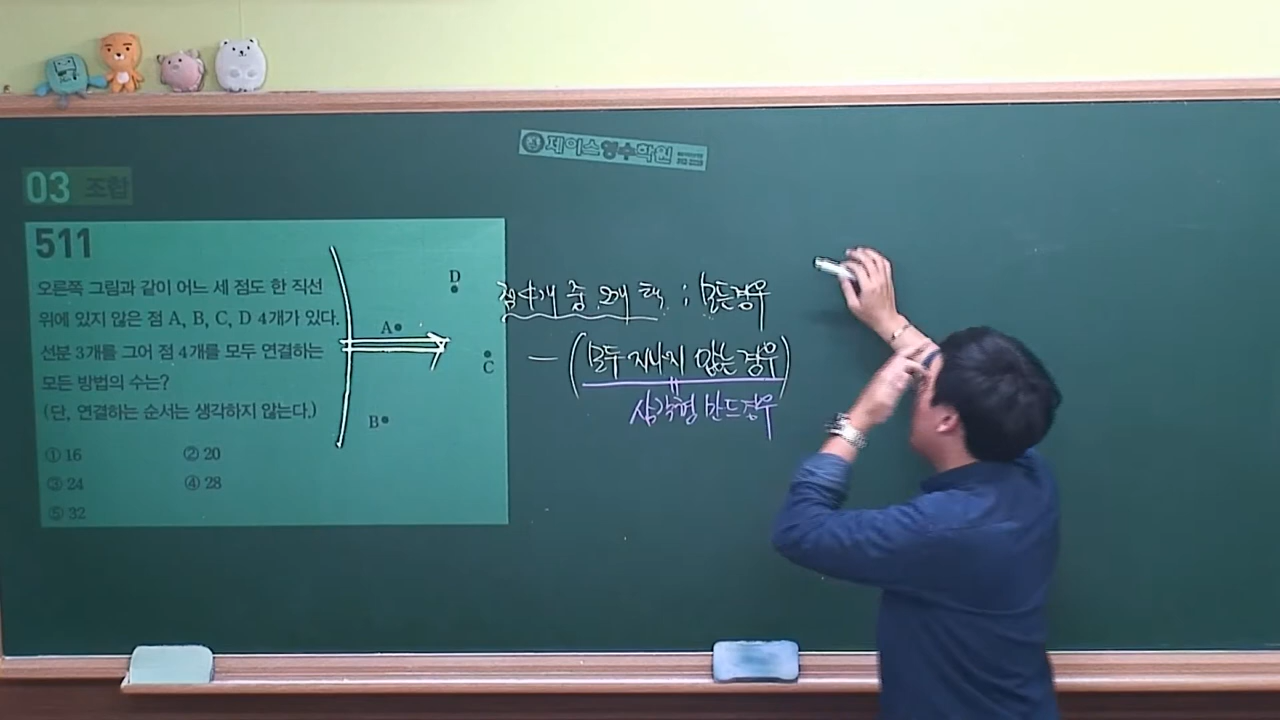 제이스영수학원
03 조합
511
오른쪽 그림과 같이 어느 세 점도 한 직선
위에 있지 않은 점 A, B, C, D 4개가 있다.
선분 3개를 그어 점 4개를 모두 연결하는
모든 방법의 수는?
(단, 연결하는 순서는 생각하지 않는다.)
① 16 ② 20
③ 24 ④ 28
⑤ 32
D
A
C
B
점 4개 중 2개 택 : 모든경우
- (모두 지나지 않는 경우)
삼각형 만드경우